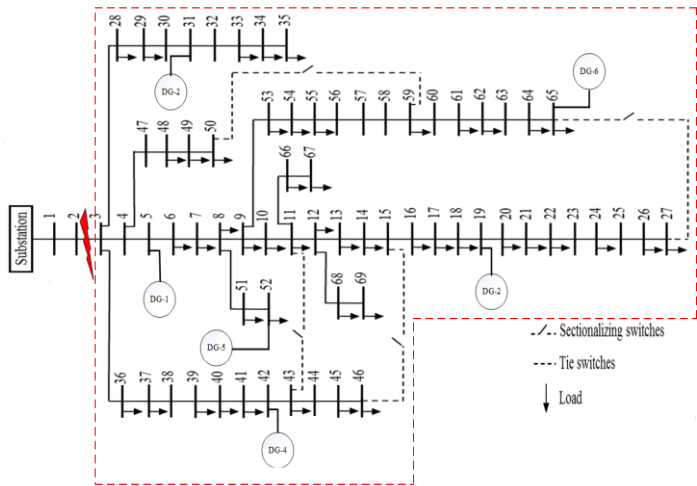 28 29 30 31 32 33 34 35
DG-2
DG-6
53 54 55 56 57 58 59 60 61 62 63 64 65
47 48 49 50
66 67
Substation
1 2 3 4 5 6 7 8 9 10 11 12 13 14 15 16 17 18 19 20 21 22 23 24 25 26 27
DG-1
51 52
68 69
DG-2
DG-5
Sectionalizing switches
Tie switches
Load
36 37 38 39 40 41 42 43 44 45 46
DG-4